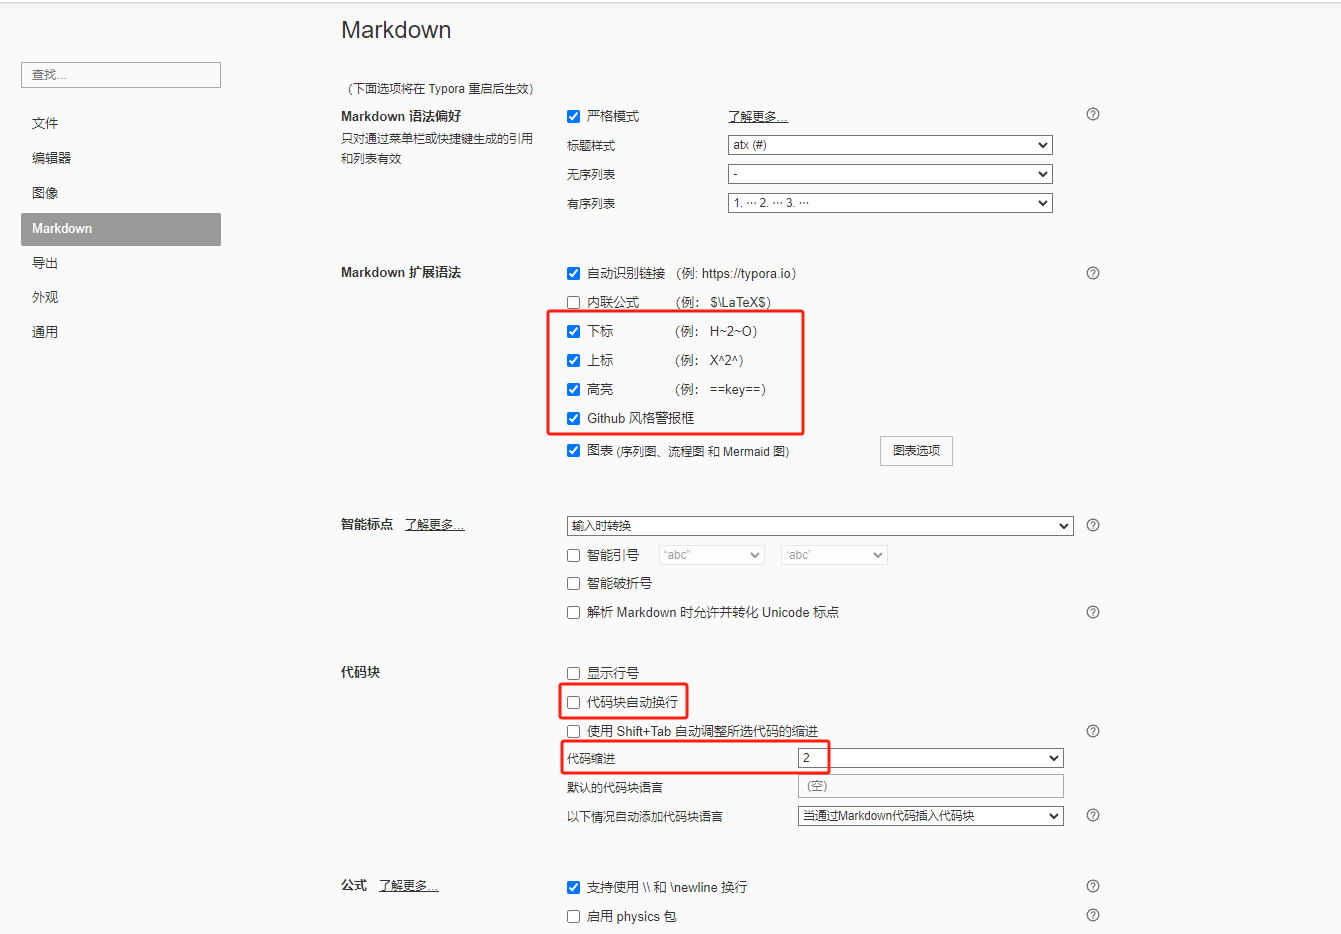 Markdown
查找...
文件
编辑器
图像
Markdown
导出
外观
通用
（下面选项将在 Typora 重启后生效）
Markdown 语法偏好
只对通过菜单栏或快捷键生成的引用
和列表有效
严格模式 了解更多...
标题样式 atx (#)
无序列表 -
有序列表 1. ··· 2. ··· 3. ···
Markdown 扩展语法
自动识别链接 （例: https://typora.io）
内联公式 （例： $\LaTeX$）
下标 （例： H~2~O）
上标 （例： X^2^）
高亮 （例： ==key==）
Github 风格警报框
图表 (序列图、流程图 和 Mermaid 图) 图表选项
智能标点 了解更多... 输入时转换
智能引号 “abc” ‘abc’
智能破折号
解析 Markdown 时允许并转化 Unicode 标点
代码块
显示行号
代码块自动换行
使用 Shift+Tab 自动调整所选代码的缩进
代码缩进 2
默认的代码块语言 (空)
以下情况自动添加代码块语言 当通过Markdown代码插入代码块
公式 了解更多... 支持使用 \\ 和 \newline 换行
启用 physics 包